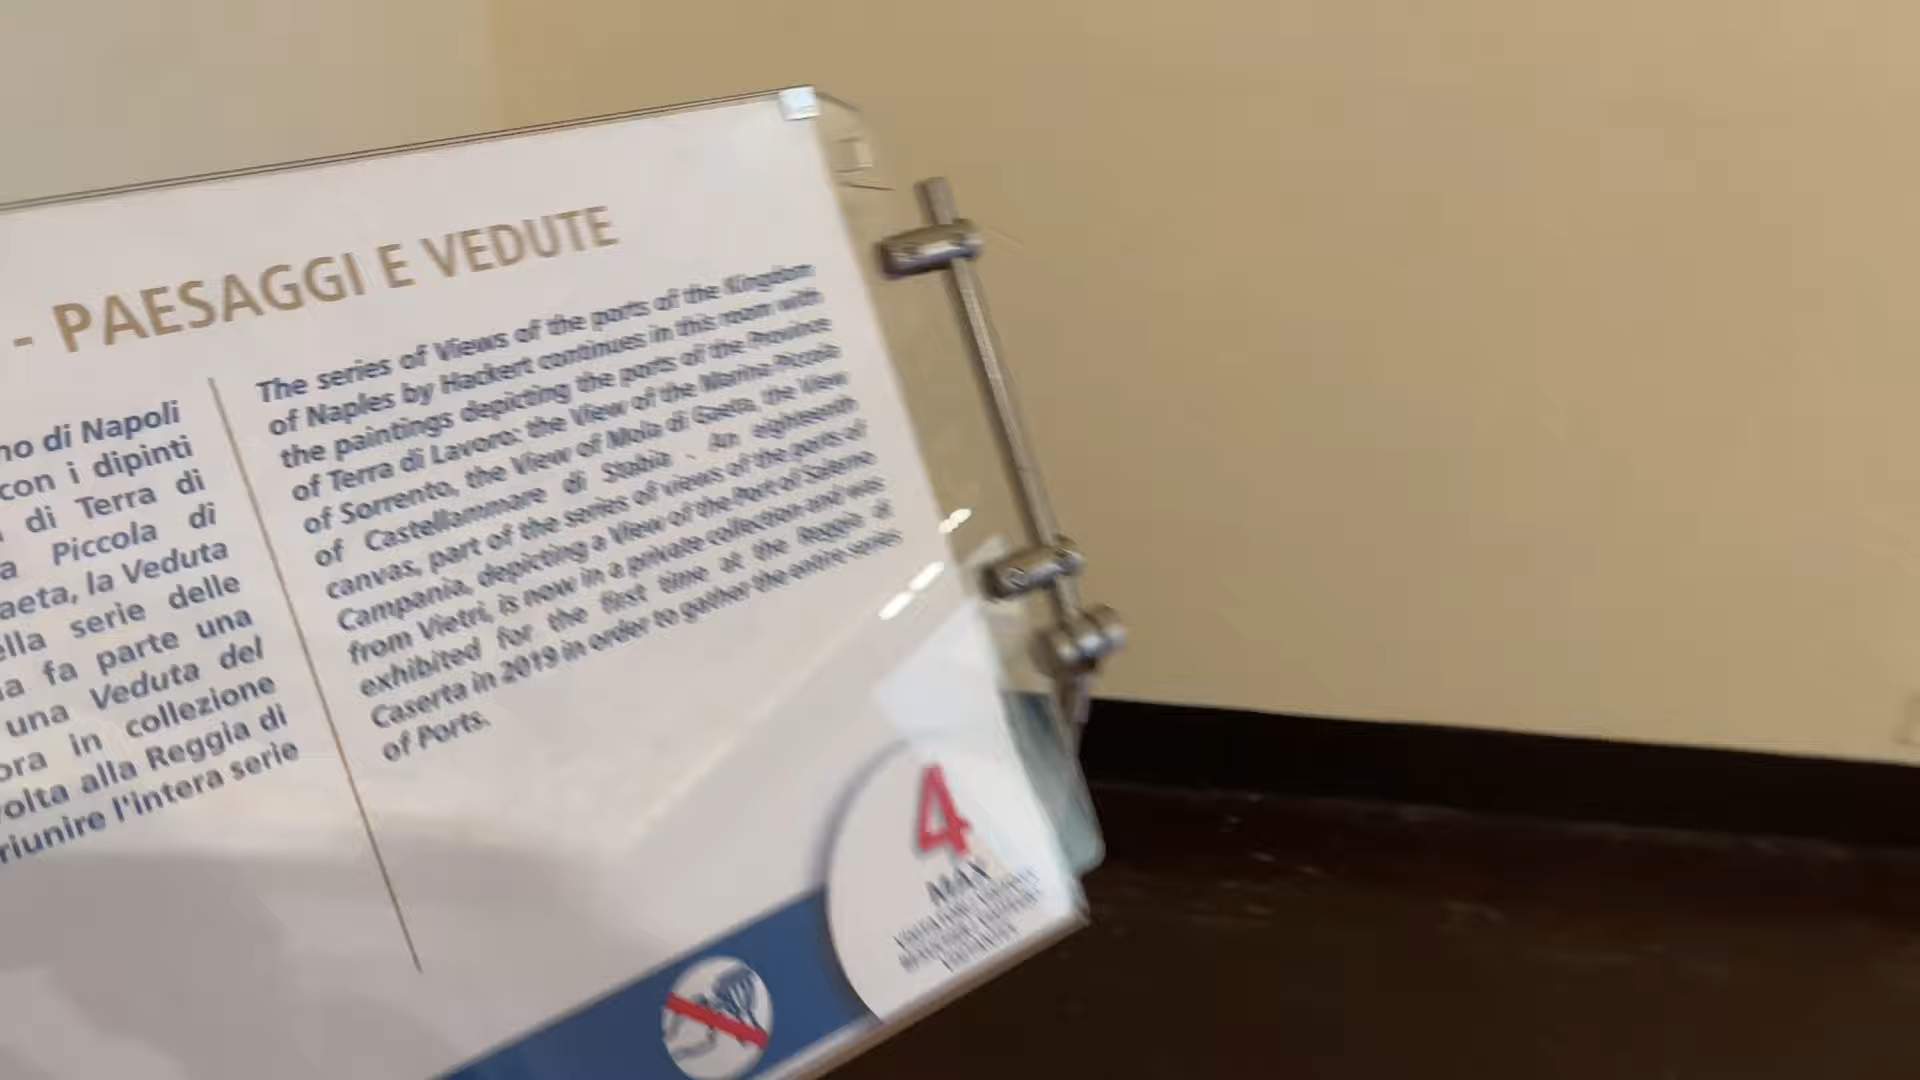 - PAESAGGI E VEDUTE
no di Napoli
con i dipinti
di Terra di
a Piccola di
aeta, la Veduta
ella serie delle
a fa parte una
una Veduta del
ora in collezione
volta alla Reggia di
riunire l'intera serie
The series of Views of the ports of the Kingdom
of Naples by Hackert continues in this room with
the paintings depicting the ports of the Province
of Terra di Lavoro: the View of the Marina Piccola
of Sorrento, the View of Mola di Gaeta, the View
of Castellammare di Stabia . An eighteenth
canvas, part of the series of views of the ports of
Campania, depicting a View of the Port of Salerno
from Vietri, is now in a private collection and was
exhibited for the first time at the Reggia di
Caserta in 2019 in order to gather the entire series
of Ports.
4
MAX